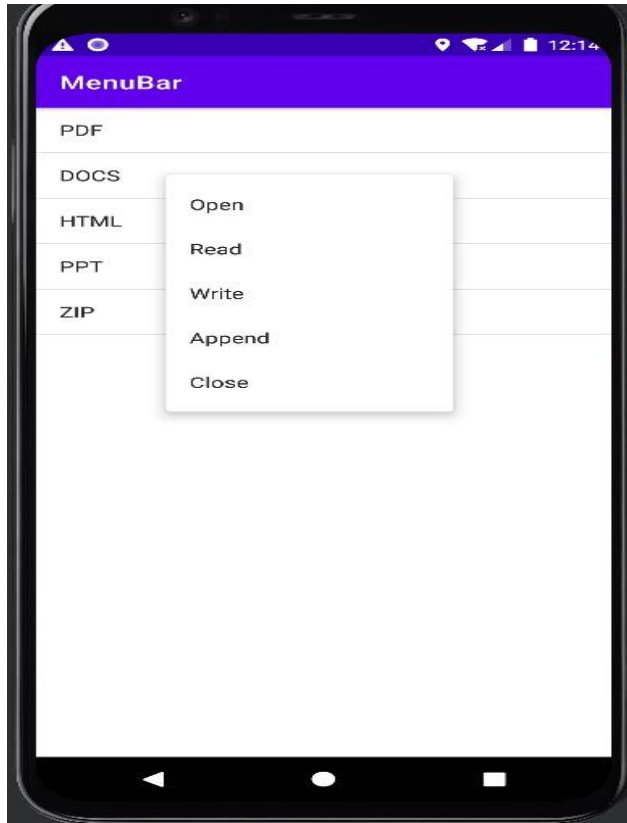 12:14
MenuBar
PDF
DOCS
HTML
PPT
ZIP
Open
Read
Write
Append
Close